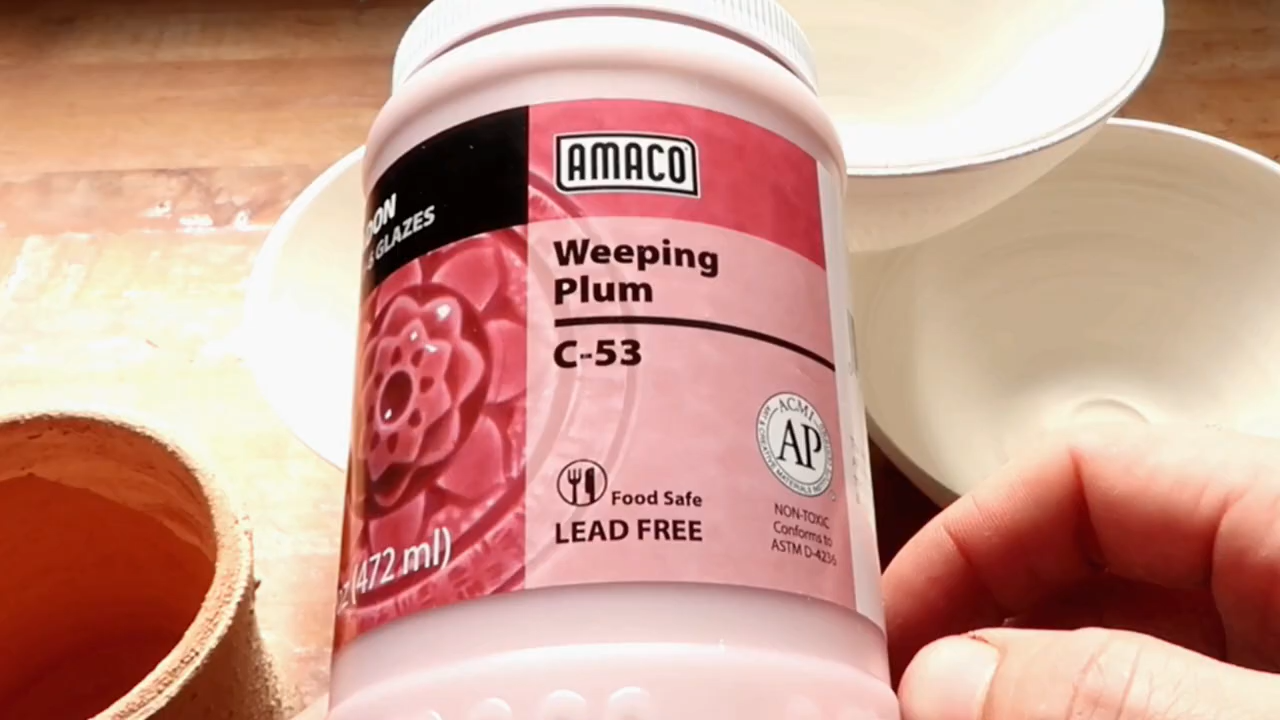 AMACO
GLAZES
Weeping
Plum
C-53
Food Safe
LEAD FREE
(472 ml)
ACMI
AP
NON-TOXIC
Conforms to
ASTM D-4236